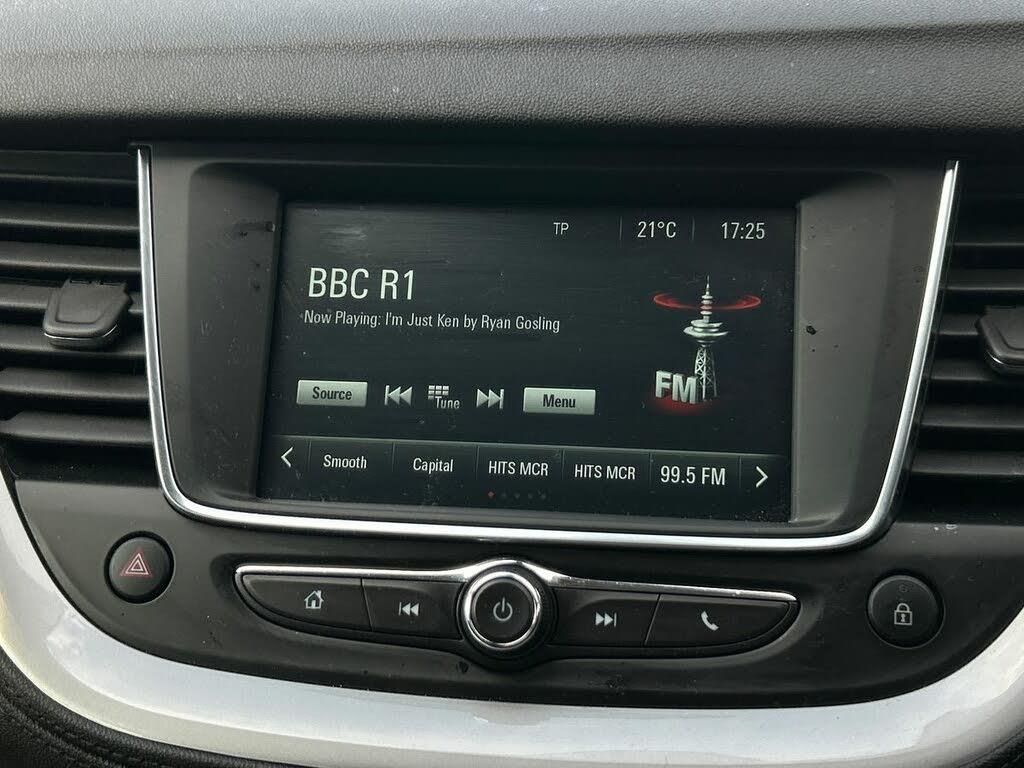 TP 21°C 17:25
BBC R1
Now Playing: I'm Just Ken by Ryan Gosling
FM
Source Tune Menu
Smooth Capital HITS MCR HITS MCR 99.5 FM